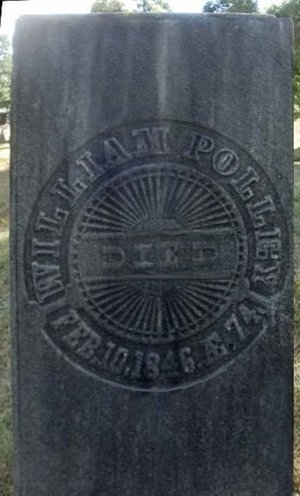 WILLIAM POLLEY
DIED
FEB. 10. 1846. Æ. 74.